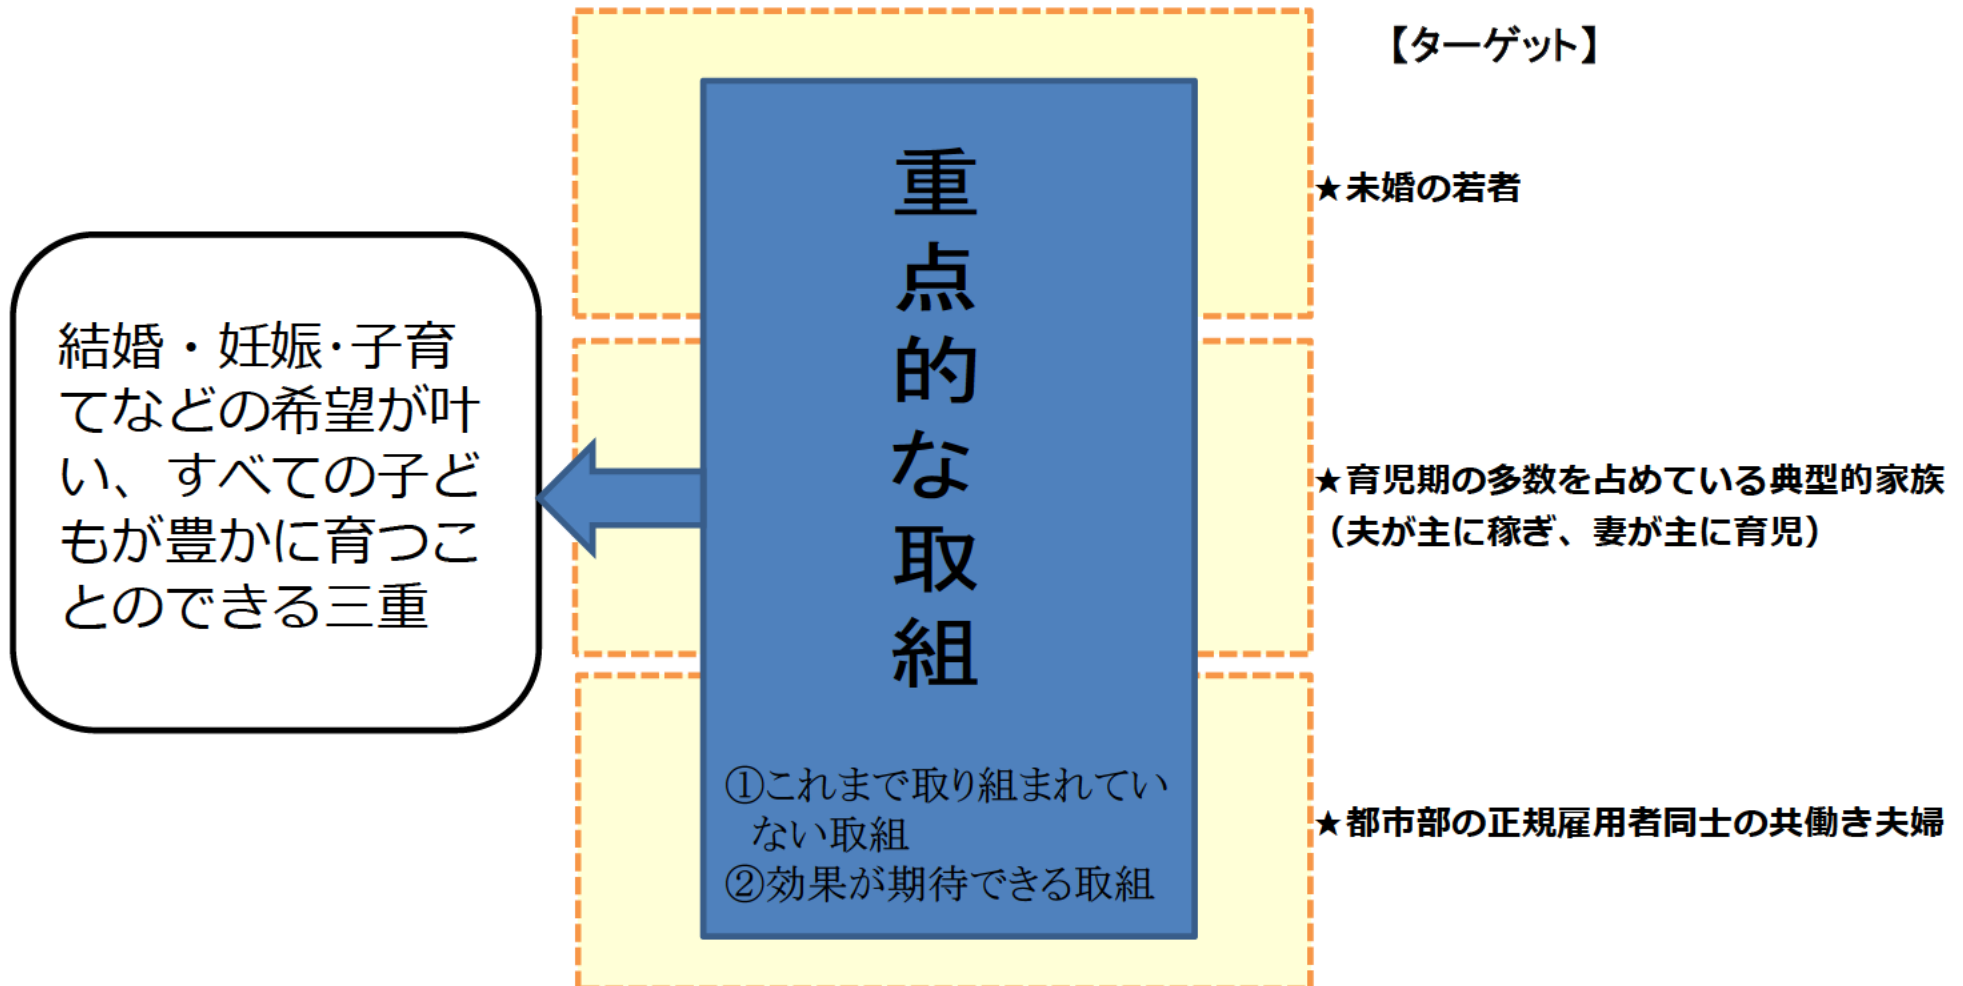 結婚・妊娠・子育
てなどの希望が叶
い、すべての子ど
もが豊かに育つこ
とのできる三重
重点的な取組
①これまで取り組まれてい
ない取組
②効果が期待できる取組
【ターゲット】
★未婚の若者
★育児期の多数を占めている典型的家族
（夫が主に稼ぎ、妻が主に育児）
★都市部の正規雇用者同士の共働き夫婦